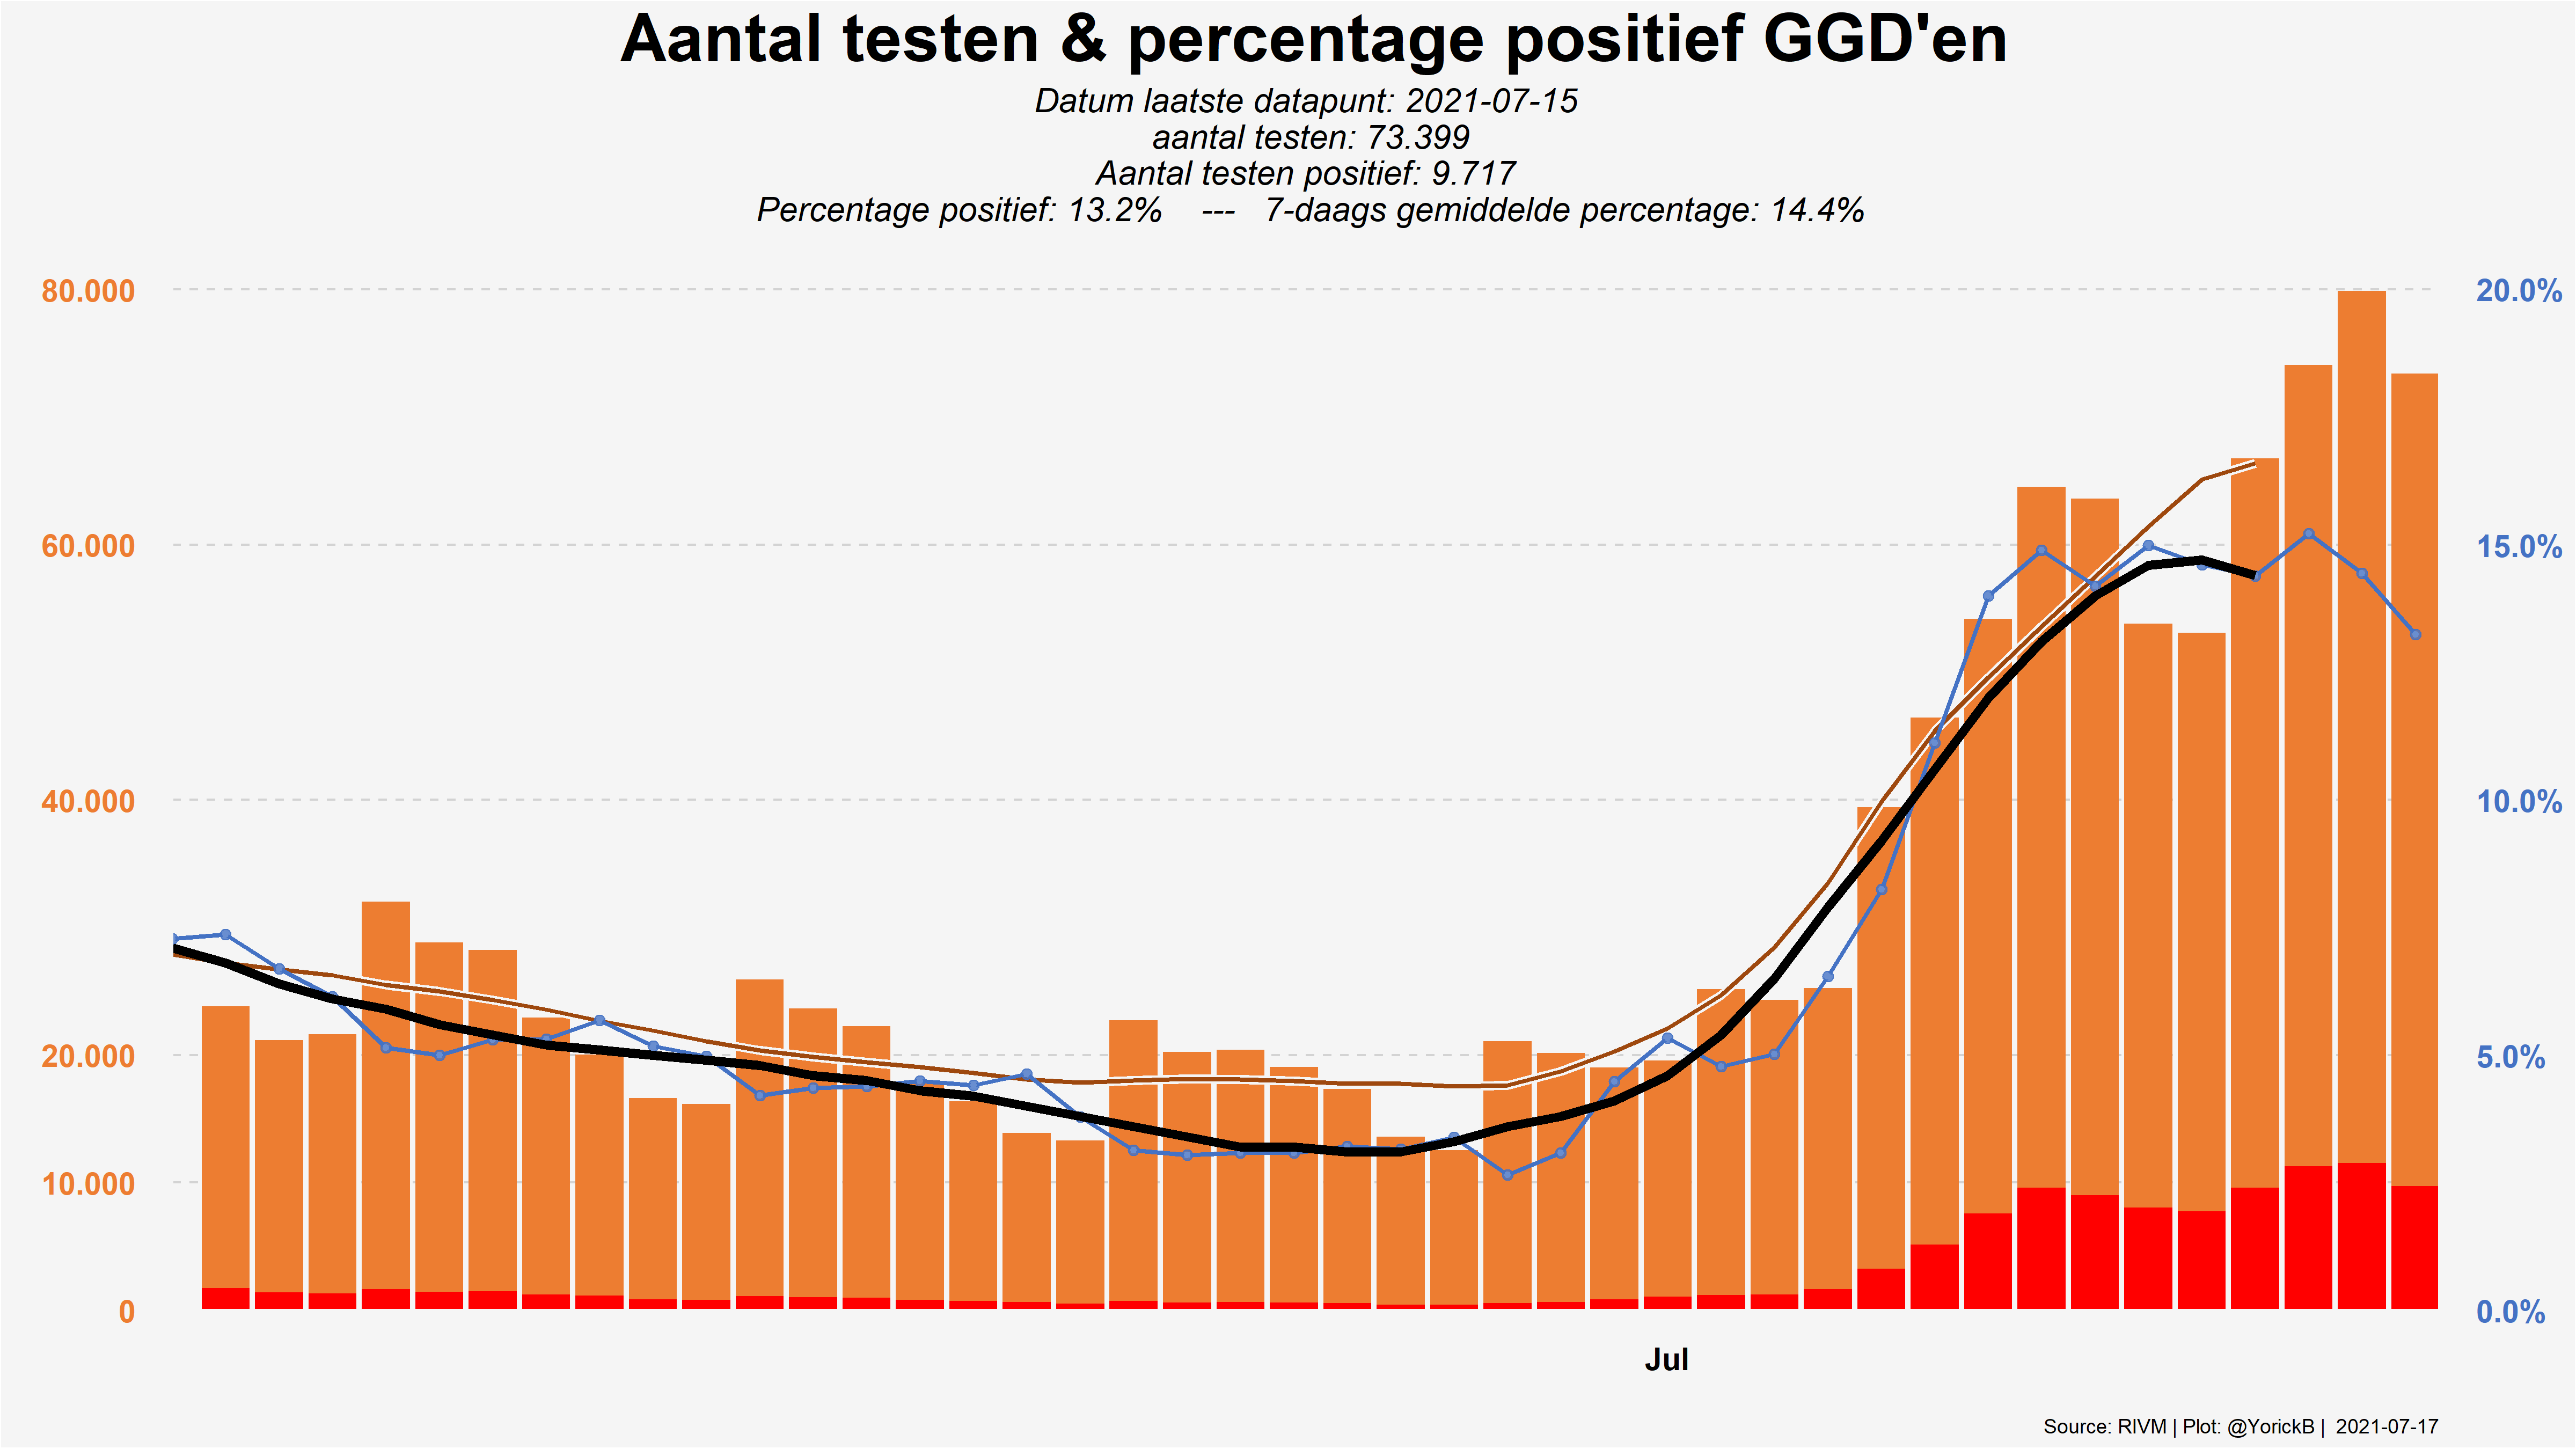 Aantal testen & percentage positief GGD'en
Datum laatste datapunt: 2021-07-15
aantal testen: 73.399
Aantal testen positief: 9.717
Percentage positief: 13.2% --- 7-daags gemiddelde percentage: 14.4%
80.000
20.0%
60.000
15.0%
40.000
10.0%
20.000
5.0%
10.000
0
0.0%
Jul
Source: RIVM | Plot: @YorickB | 2021-07-17